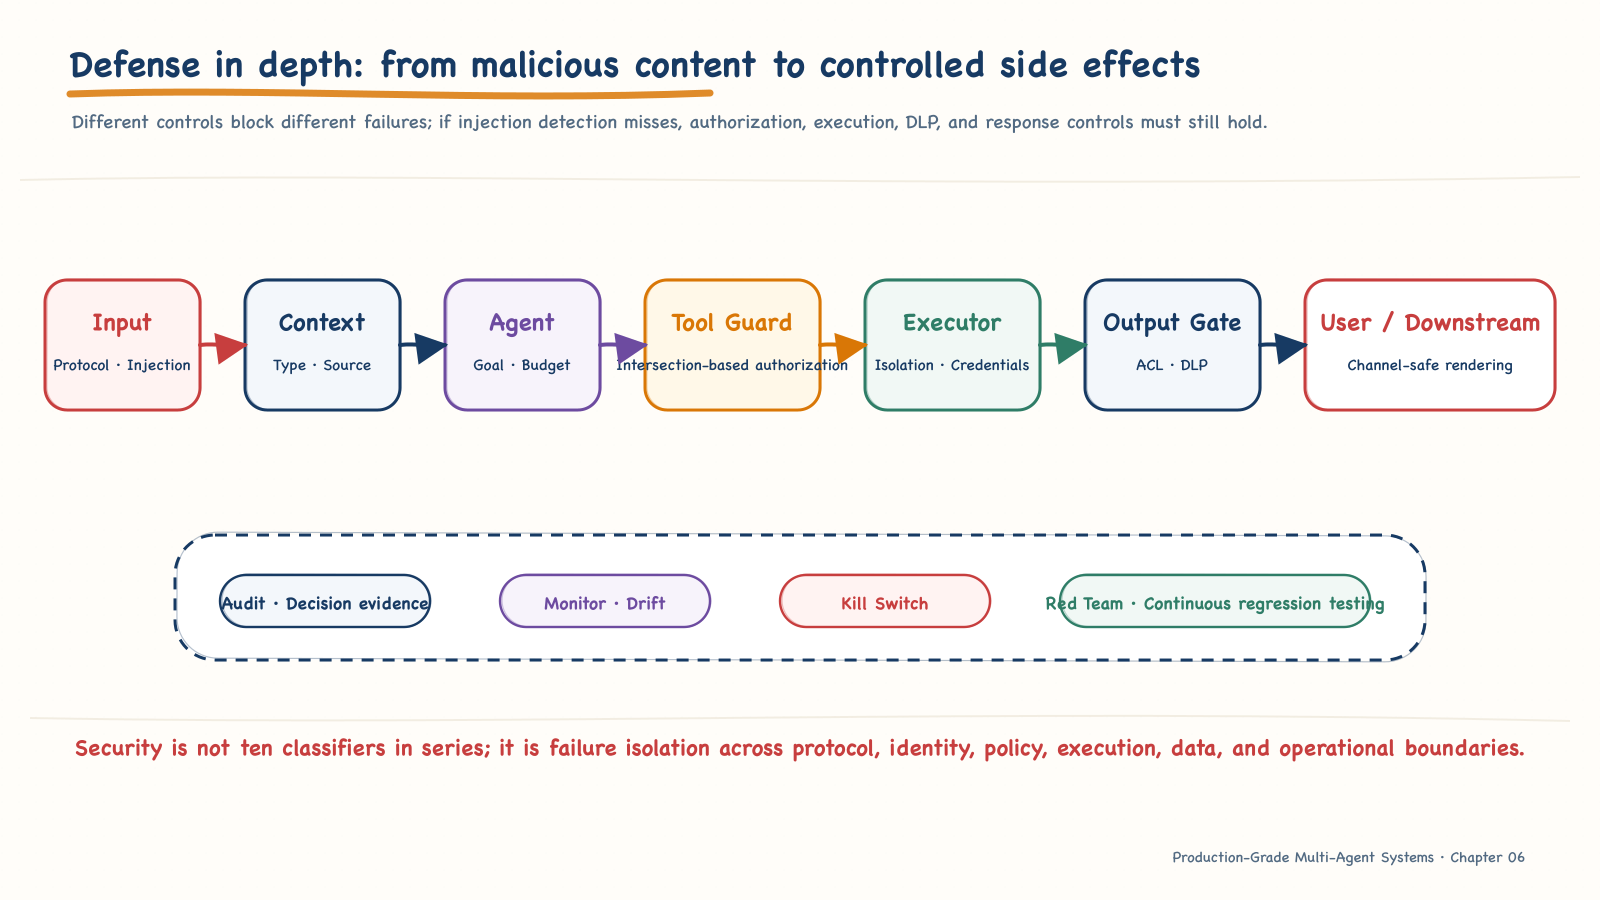 Defense in depth: from malicious content to controlled side effects
Different controls block different failures; if injection detection misses, authorization, execution, DLP, and response controls must still hold.
Input
Protocol · Injection
Context
Type · Source
Agent
Goal · Budget
Tool Guard
Intersection-based authorization
Executor
Isolation · Credentials
Output Gate
ACL · DLP
User / Downstream
Channel-safe rendering
Audit · Decision evidence
Monitor · Drift
Kill Switch
Red Team · Continuous regression testing
Security is not ten classifiers in series; it is failure isolation across protocol, identity, policy, execution, data, and operational boundaries.
Production-Grade Multi-Agent Systems · Chapter 06